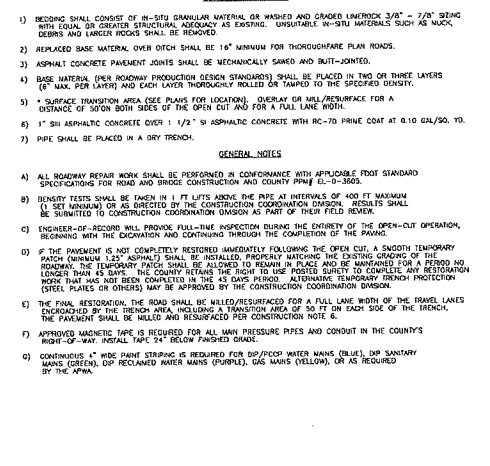 1) BEDDING SHALL CONSIST OF IN-SITU GRANULAR MATERIAL OR WASHED AND GRADED LIMEROCK 3/8" - 7/8" SIZING
WITH EQUAL OR GREATER STRUCTURAL ADEQUACY AS EXISTING. UNSUITABLE IN-SITU MATERIALS SUCH AS MUCK,
DEBRIS AND LARGER ROCKS SHALL BE REMOVED.
2) REPLACED BASE MATERIAL OVER DITCH SHALL BE 16" MINIMUM FOR THOROUGHFARE PLAN ROADS.
3) ASPHALT CONCRETE PAVEMENT JOINTS SHALL BE MECHANICALLY SAWED AND BUTT-JOINTED.
4) BASE MATERIAL (PER ROADWAY PRODUCTION DESIGN STANDARDS) SHALL BE PLACED IN TWO OR THREE LAYERS
(6" MAX. PER LAYER) AND EACH LAYER THOROUGHLY ROLLED OR TAMPED TO THE SPECIFIED DENSITY.
5) * SURFACE TRANSITION AREA (SEE PLANS FOR LOCATION). OVERLAY OR MILL/RESURFACE FOR A
DISTANCE OF 50'ON BOTH SIDES OF THE OPEN CUT AND FOR A FULL LANE WIDTH.
6) 1" SIII ASPHALTIC CONCRETE OVER 1 1/2" SI ASPHALTIC CONCRETE WITH RC-70 PRIME COAT AT 0.10 GAL/SQ. YD.
7) PIPE SHALL BE PLACED IN A DRY TRENCH.
GENERAL NOTES
A) ALL ROADWAY REPAIR WORK SHALL BE PERFORMED IN CONFORMANCE WITH APPLICABLE FDOT STANDARD
SPECIFICATIONS FOR ROAD AND BRIDGE CONSTRUCTION AND COUNTY PPM# EL-O-3605.
B) DENSITY TESTS SHALL BE TAKEN IN 1 FT LIFTS ABOVE THE PIPE AT INTERVALS OF 400 FT MAXIMUM
(1 SET MINIMUM) OR AS DIRECTED BY THE CONSTRUCTION COORDINATION DIVISION. RESULTS SHALL
BE SUBMITTED TO CONSTRUCTION COORDINATION DIVISION AS PART OF THEIR FIELD REVIEW.
C) ENGINEER-OF-RECORD WILL PROVIDE FULL-TIME INSPECTION DURING THE ENTIRETY OF THE OPEN-CUT OPERATION,
BEGINNING WITH THE EXCAVATION AND CONTINUING THROUGH THE COMPLETION OF THE PAVING.
D) IF THE PAVEMENT IS NOT COMPLETELY RESTORED IMMEDIATELY FOLLOWING THE OPEN CUT, A SMOOTH TEMPORARY
PATCH (MINIMUM 1.25" ASPHALT) SHALL BE INSTALLED, PROPERLY MATCHING THE EXISTING GRADING OF THE
ROADWAY. THE TEMPORARY PATCH SHALL BE ALLOWED TO REMAIN IN PLACE AND BE MAINTAINED FOR A PERIOD NO
LONGER THAN 45 DAYS. THE COUNTY RETAINS THE RIGHT TO USE POSTED SURETY TO COMPLETE ANY RESTORATION
WORK THAT HAS NOT BEEN COMPLETED IN THE 45 DAYS PERIOD. ALTERNATIVE TEMPORARY TRENCH PROTECTION
(STEEL PLATES OR OTHERS) MAY BE APPROVED BY THE CONSTRUCTION COORDINATION DIVISION.
E) THE FINAL RESTORATION, THE ROAD SHALL BE MILLED/RESURFACED FOR A FULL LANE WIDTH OF THE TRAVEL LANES
ENCROACHED BY THE TRENCH AREA, INCLUDING A TRANSITION AREA OF 50 FT ON EACH SIDE OF THE TRENCH.
THE PAVEMENT SHALL BE MILLED AND RESURFACED PER CONSTRUCTION NOTE 6.
F) APPROVED MAGNETIC TAPE IS REQUIRED FOR ALL MAIN PRESSURE PIPES AND CONDUIT IN THE COUNTY'S
RIGHT-OF-WAY. INSTALL TAPE 24" BELOW FINISHED GRADE.
G) CONTINUOUS 4" WIDE PAINT STRIPING IS REQUIRED FOR DIP/PCCP WATER MAINS (BLUE), DIP SANITARY
MAINS (GREEN), DIP RECLAIMED WATER MAINS (PURPLE), GAS MAINS (YELLOW), OR AS REQUIRED
BY THE APWA.